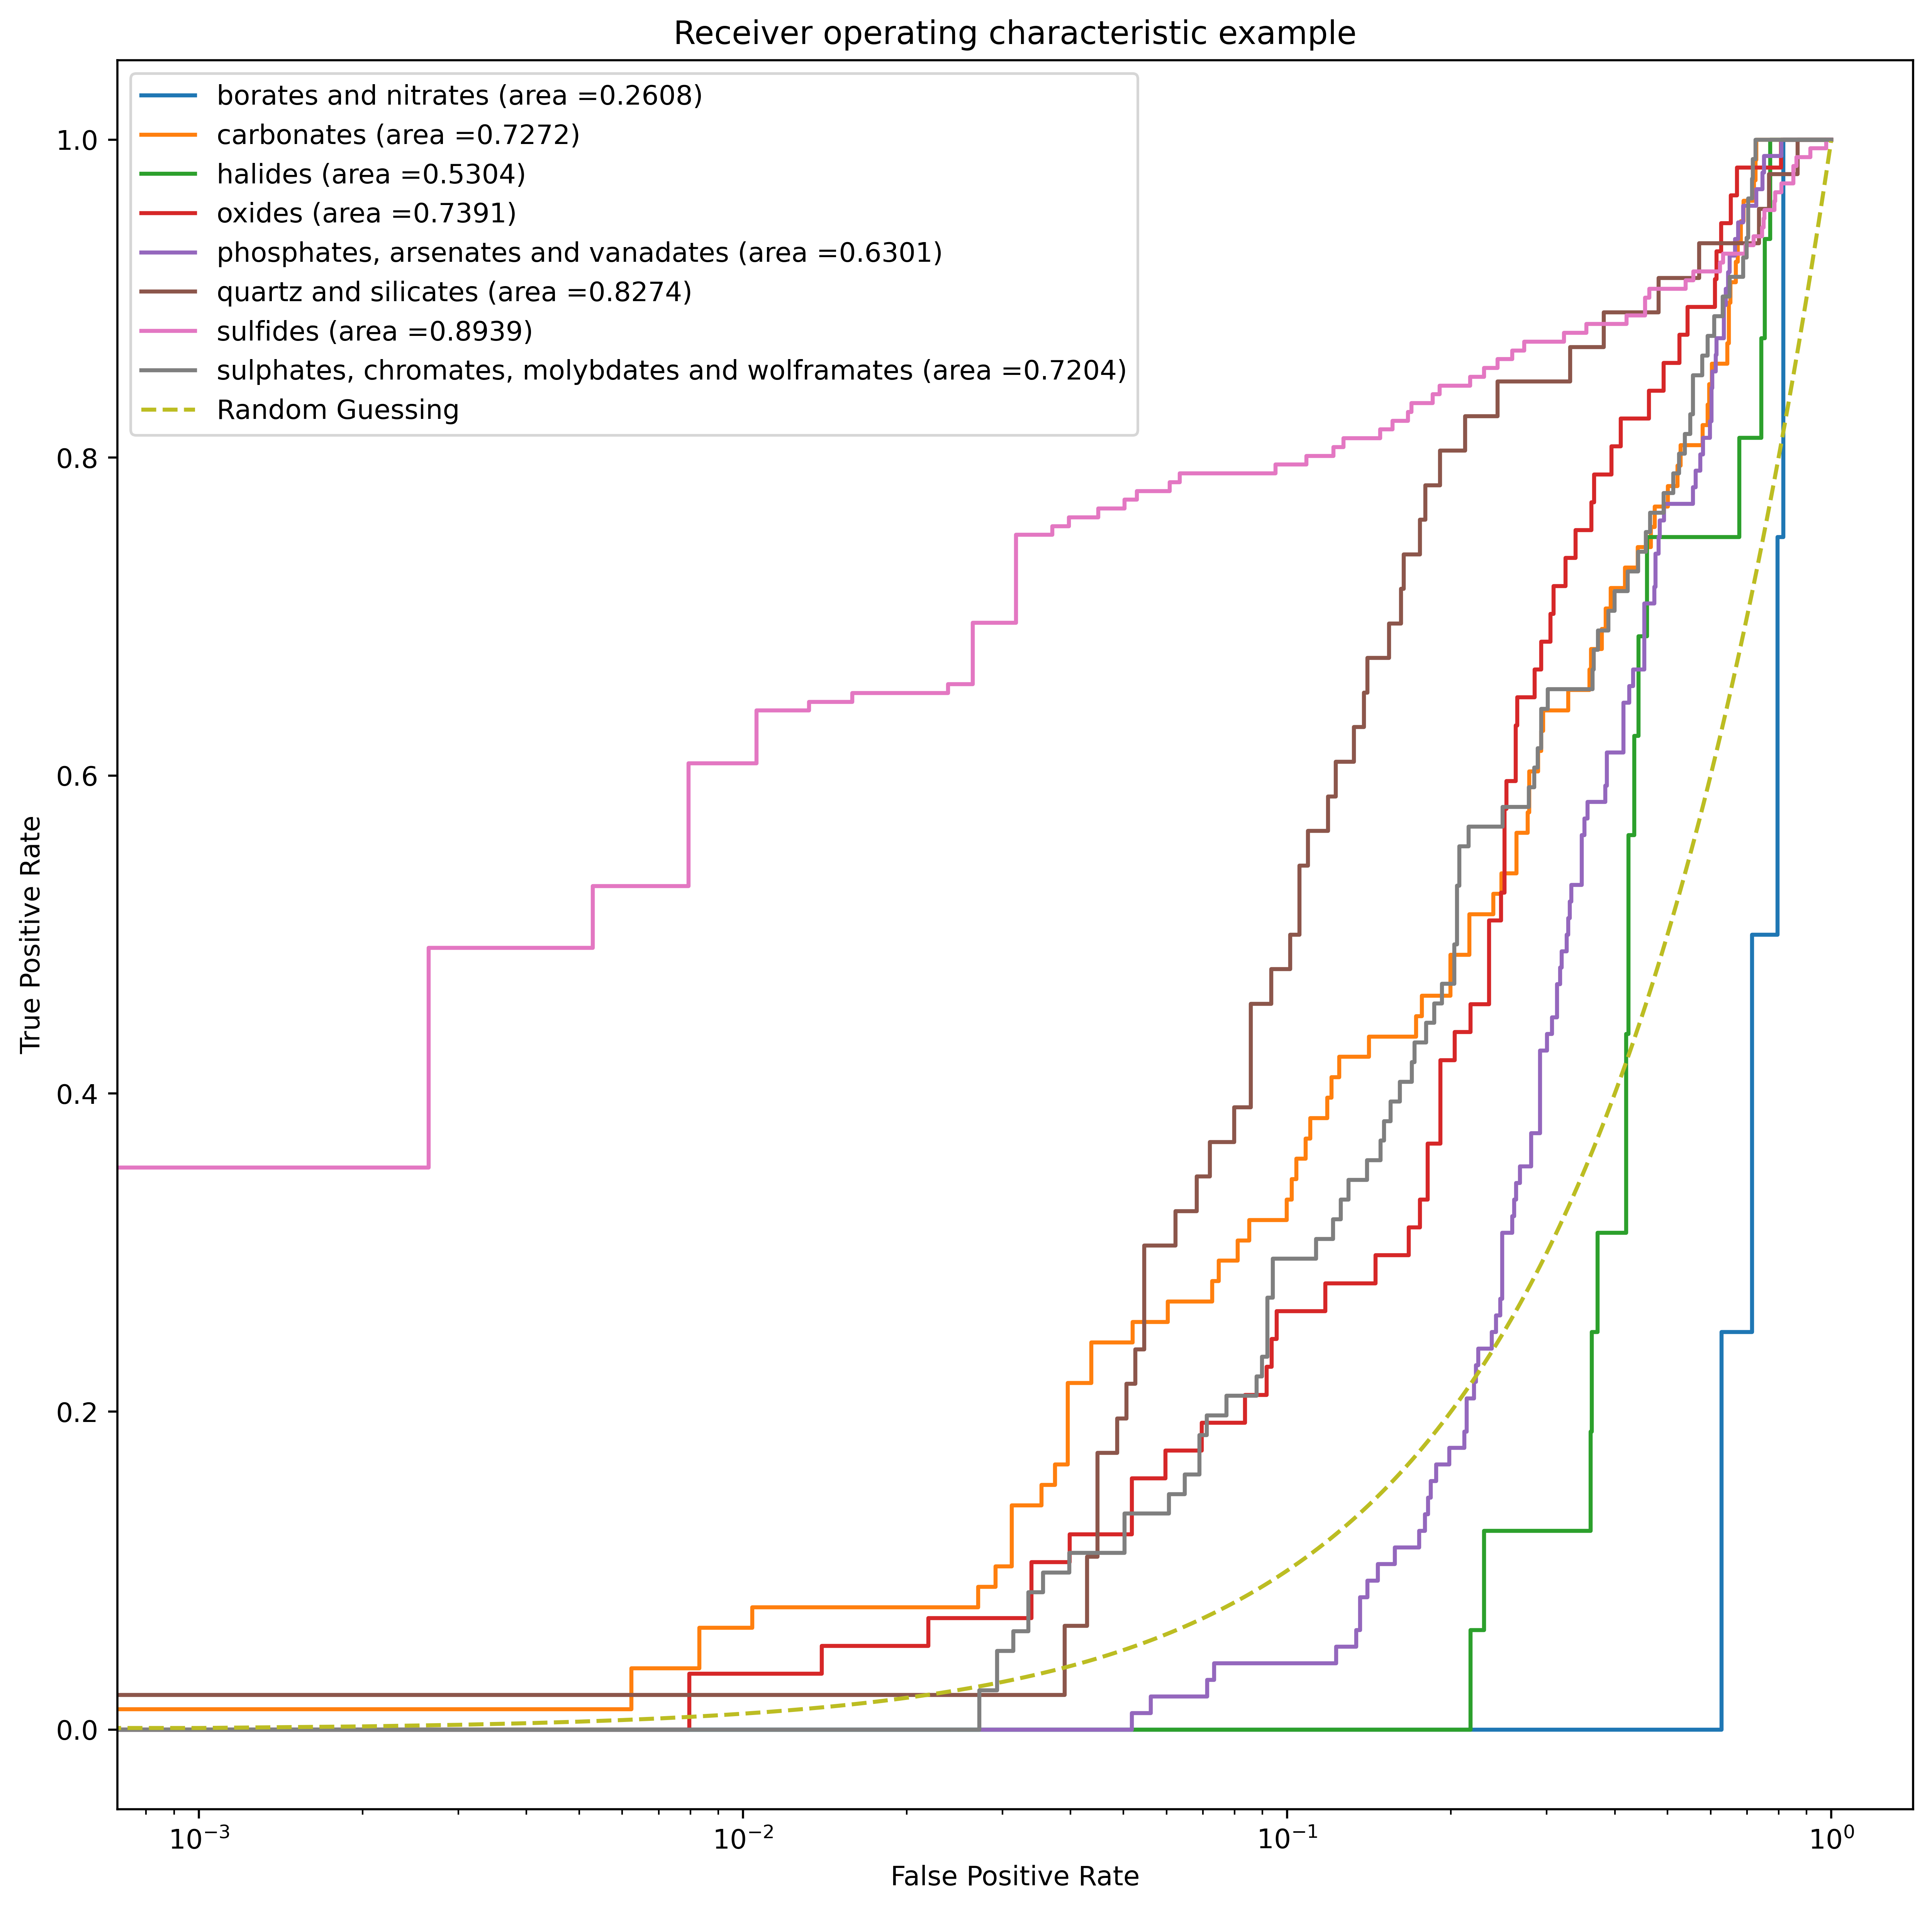 Receiver operating characteristic example
borates and nitrates (area =0.2608)
carbonates (area =0.7272)
halides (area =0.5304)
oxides (area =0.7391)
phosphates, arsenates and vanadates (area =0.6301)
quartz and silicates (area =0.8274)
sulfides (area =0.8939)
sulphates, chromates, molybdates and wolframates (area =0.7204)
Random Guessing
True Positive Rate
1.0
0.8
0.6
0.4
0.2
0.0
10⁻³ 10⁻² 10⁻¹ 10⁰
False Positive Rate